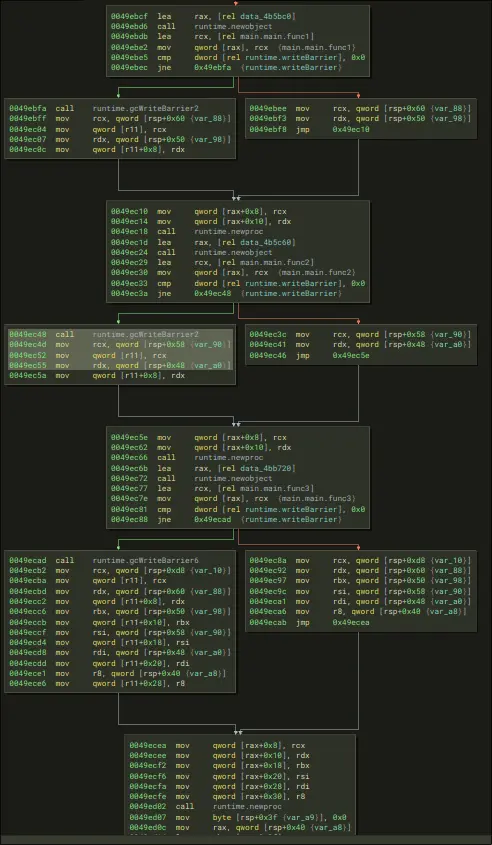 0049ebcf lea rax, [rel data_4b5bc0]
0049ebd6 call runtime.newobject
0049ebdb lea rcx, [rel main.main.func1]
0049ebe2 mov qword [rax], rcx {main.main.func1}
0049ebe5 cmp dword [rel runtime.writeBarrier], 0x0
0049ebec jne 0x49ebfa {runtime.writeBarrier}
0049ebfa call runtime.gcWriteBarrier2
0049ebff mov rcx, qword [rsp+0x60 {var_88}]
0049ec04 mov qword [r11], rcx
0049ec07 mov rdx, qword [rsp+0x50 {var_98}]
0049ec0c mov qword [r11+0x8], rdx
0049ebee mov rcx, qword [rsp+0x60 {var_88}]
0049ebf3 mov rdx, qword [rsp+0x50 {var_98}]
0049ebf8 jmp 0x49ec10
0049ec10 mov qword [rax+0x8], rcx
0049ec14 mov qword [rax+0x10], rdx
0049ec18 call runtime.newproc
0049ec1d lea rax, [rel data_4b5c60]
0049ec24 call runtime.newobject
0049ec29 lea rcx, [rel main.main.func2]
0049ec30 mov qword [rax], rcx {main.main.func2}
0049ec33 cmp dword [rel runtime.writeBarrier], 0x0
0049ec3a jne 0x49ec48 {runtime.writeBarrier}
0049ec48 call runtime.gcWriteBarrier2
0049ec4d mov rcx, qword [rsp+0x58 {var_90}]
0049ec52 mov qword [r11], rcx
0049ec55 mov rdx, qword [rsp+0x48 {var_a0}]
0049ec5a mov qword [r11+0x8], rdx
0049ec3c mov rcx, qword [rsp+0x58 {var_90}]
0049ec41 mov rdx, qword [rsp+0x48 {var_a0}]
0049ec46 jmp 0x49ec5e
0049ec5e mov qword [rax+0x8], rcx
0049ec62 mov qword [rax+0x10], rdx
0049ec66 call runtime.newproc
0049ec6b lea rax, [rel data_4bb720]
0049ec72 call runtime.newobject
0049ec77 lea rcx, [rel main.main.func3]
0049ec7e mov qword [rax], rcx {main.main.func3}
0049ec81 cmp dword [rel runtime.writeBarrier], 0x0
0049ec88 jne 0x49ecad {runtime.writeBarrier}
0049ecad call runtime.gcWriteBarrier6
0049ecb2 mov rcx, qword [rsp+0xd8 {var_10}]
0049ecba mov qword [r11], rcx
0049ecbd mov rdx, qword [rsp+0x60 {var_88}]
0049ecc2 mov qword [r11+0x8], rdx
0049ecc6 mov rbx, qword [rsp+0x50 {var_98}]
0049eccb mov qword [r11+0x10], rbx
0049eccf mov rsi, qword [rsp+0x58 {var_90}]
0049ecd4 mov qword [r11+0x18], rsi
0049ecd8 mov rdi, qword [rsp+0x48 {var_a0}]
0049ecdd mov qword [r11+0x20], rdi
0049ece1 mov r8, qword [rsp+0x40 {var_a8}]
0049ece6 mov qword [r11+0x28], r8
0049ec8a mov rcx, qword [rsp+0xd8 {var_10}]
0049ec92 mov rdx, qword [rsp+0x60 {var_88}]
0049ec97 mov rbx, qword [rsp+0x50 {var_98}]
0049ec9c mov rsi, qword [rsp+0x58 {var_90}]
0049eca1 mov rdi, qword [rsp+0x48 {var_a0}]
0049eca6 mov r8, qword [rsp+0x40 {var_a8}]
0049ecab jmp 0x49ecea
0049ecea mov qword [rax+0x8], rcx
0049ecee mov qword [rax+0x10], rdx
0049ecf2 mov qword [rax+0x18], rbx
0049ecf6 mov qword [rax+0x20], rsi
0049ecfa mov qword [rax+0x28], rdi
0049ecfe mov qword [rax+0x30], r8
0049ed02 call runtime.newproc
0049ed07 mov byte [rsp+0x3f {var_a9}], 0x0
0049ed0c mov rax, qword [rsp+0x40 {var_a8}]